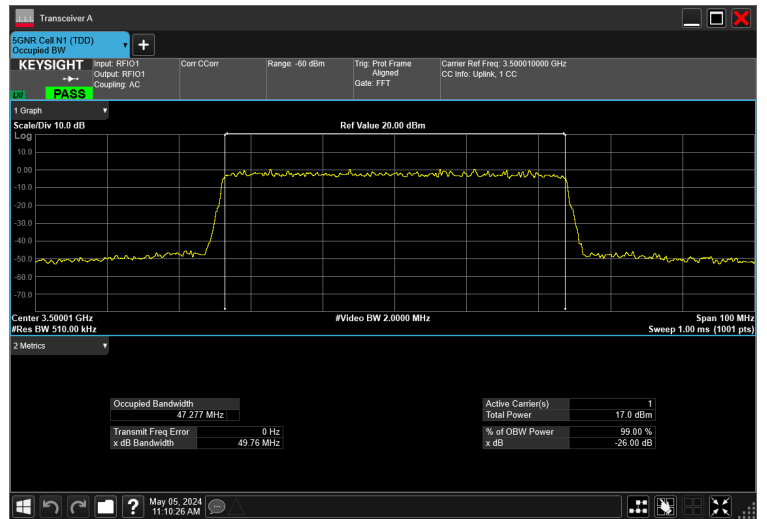 Transceiver A
5GNR Cell N1 (TDD)
Occupied BW
KEYSIGHT
LXI
PASS
Input: RFIO1
Output: RFIO1
Coupling: AC
Corr CCorr
Range: -60 dBm
Trig: Prot Frame
Aligned
Gate: FFT
Carrier Ref Freq: 3.500010000 GHz
CC Info: Uplink, 1 CC
1 Graph
Scale/Div 10.0 dB
Ref Value 20.00 dBm
Log
10.0
0.00
-10.0
-20.0
-30.0
-40.0
-50.0
-60.0
-70.0
Center 3.50001 GHz
#Video BW 2.0000 MHz
Span 100 MHz
#Res BW 510.00 kHz
Sweep 1.00 ms (1001 pts)
2 Metrics
Occupied Bandwidth
47.277 MHz
Transmit Freq Error 0 Hz
x dB Bandwidth 49.76 MHz
Active Carrier(s) 1
Total Power 17.0 dBm
% of OBW Power 99.00 %
x dB -26.00 dB
?
May 05, 2024
11:10:26 AM